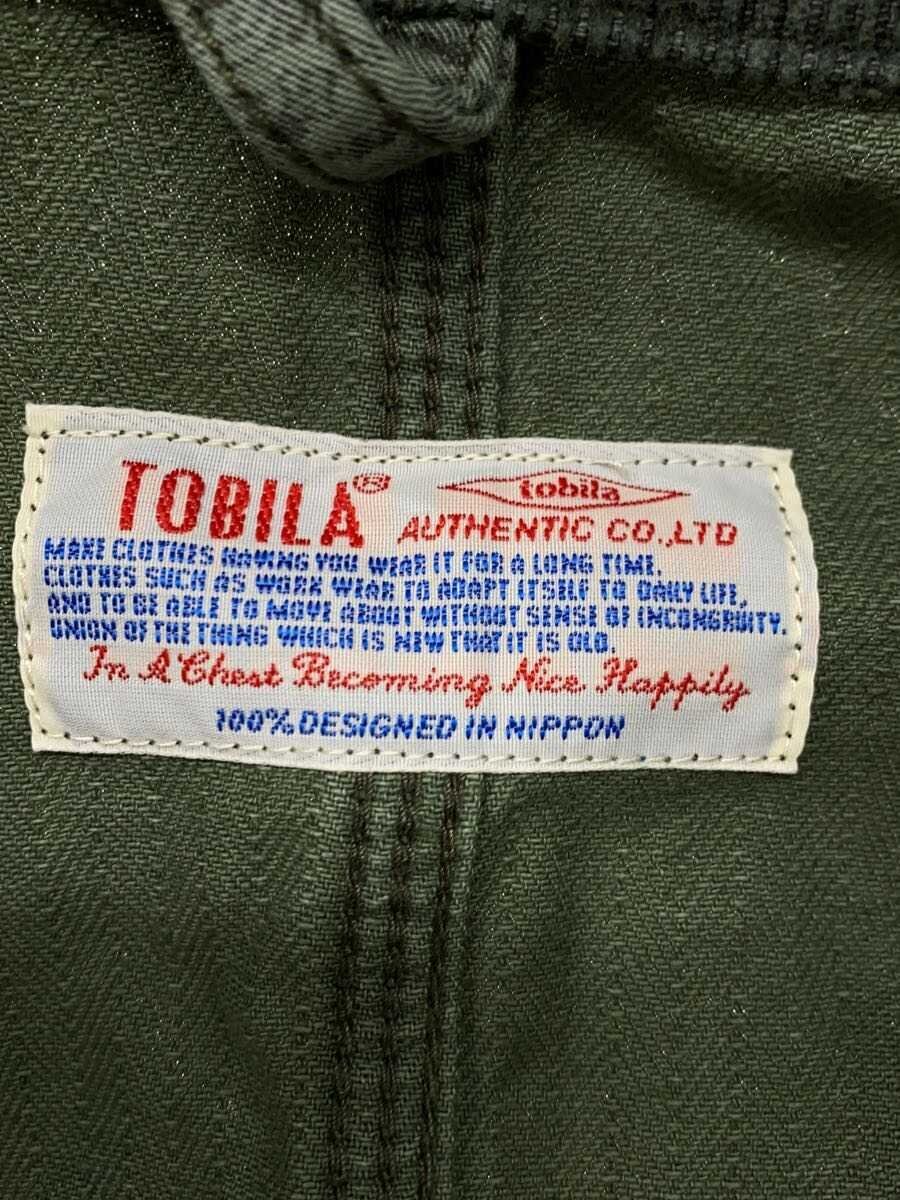 TOBILA®
tobila
AUTHENTIC CO.,LTD
MAKE CLOTHES HAVING YOU WEAR IT FOR A LONG TIME.
CLOTHES SUCH AS WORK WEAR TO ADAPT ITSELF TO DAILY LIFE,
AND TO BE ABLE TO MOVE ABOUT WITHOUT SENSE OF INCONGRUITY.
UNION OF THE THING WHICH IS NEW THAT IT IS OLD.
In A Chest Becoming Nice Happily
100% DESIGNED IN NIPPON